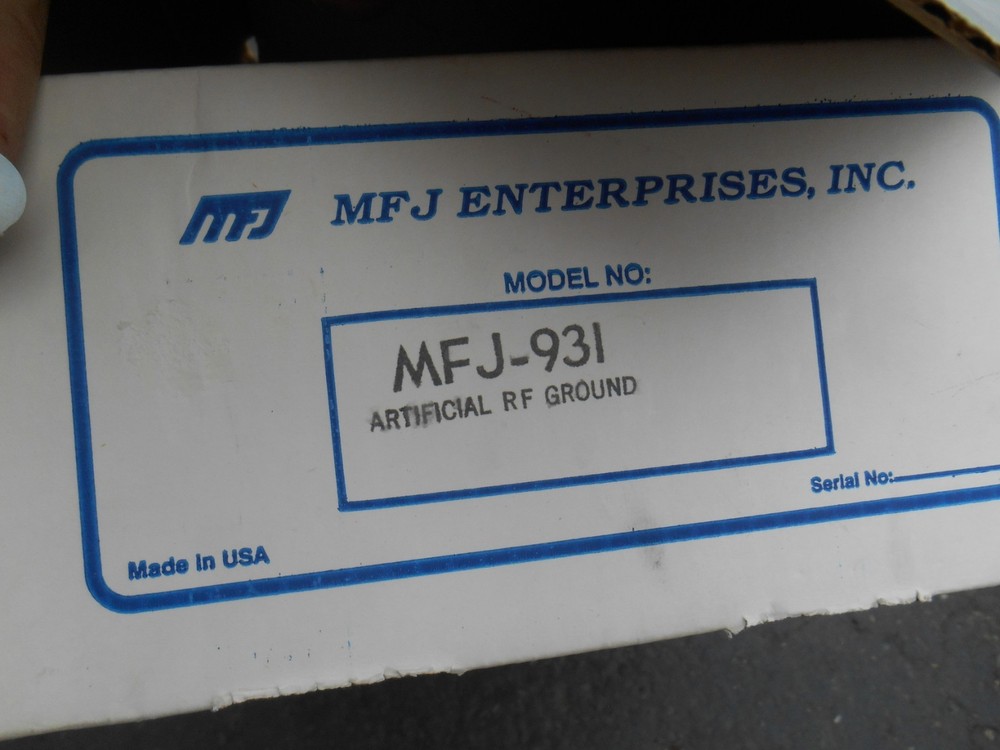 MFJ MFJ ENTERPRISES, INC.
MODEL NO:
MFJ-931
ARTIFICIAL RF GROUND
Serial No:
Made in USA